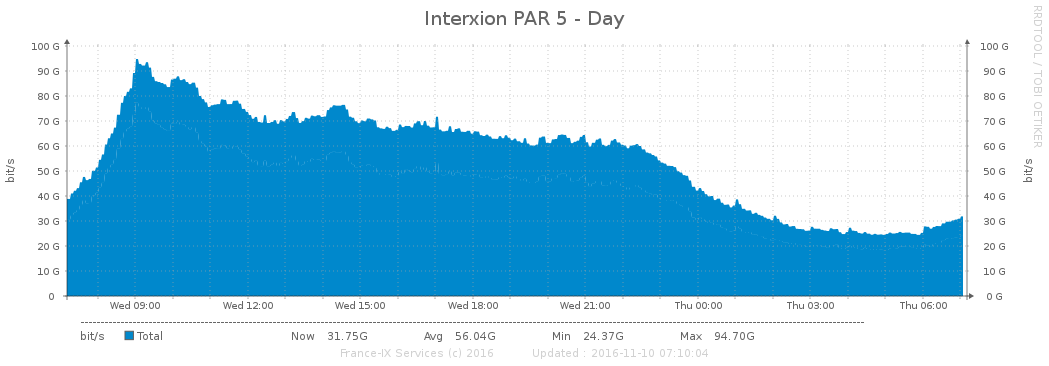 Interxion PAR 5 - Day
RRDTOOL / TOBI OETIKER
100 G 100 G
90 G 90 G
80 G 80 G
70 G 70 G
60 G 60 G
50 G 50 G
40 G 40 G
30 G 30 G
20 G 20 G
10 G 10 G
0 0 G
bit/s bit/s
Wed 09:00 Wed 12:00 Wed 15:00 Wed 18:00 Wed 21:00 Thu 00:00 Thu 03:00 Thu 06:00
bit/s Total Now 31.75G Avg 56.04G Min 24.37G Max 94.70G
France-IX Services (c) 2016 Updated : 2016-11-10 07:10:04